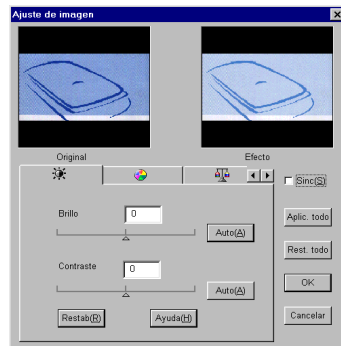 Ajuste de imagen
Original
Efecto
Sinc(S)
Brillo
0
Auto(A)
Aplic. todo
Rest. todo
Contraste
0
Auto(A)
OK
Restab(R)
Ayuda(H)
Cancelar